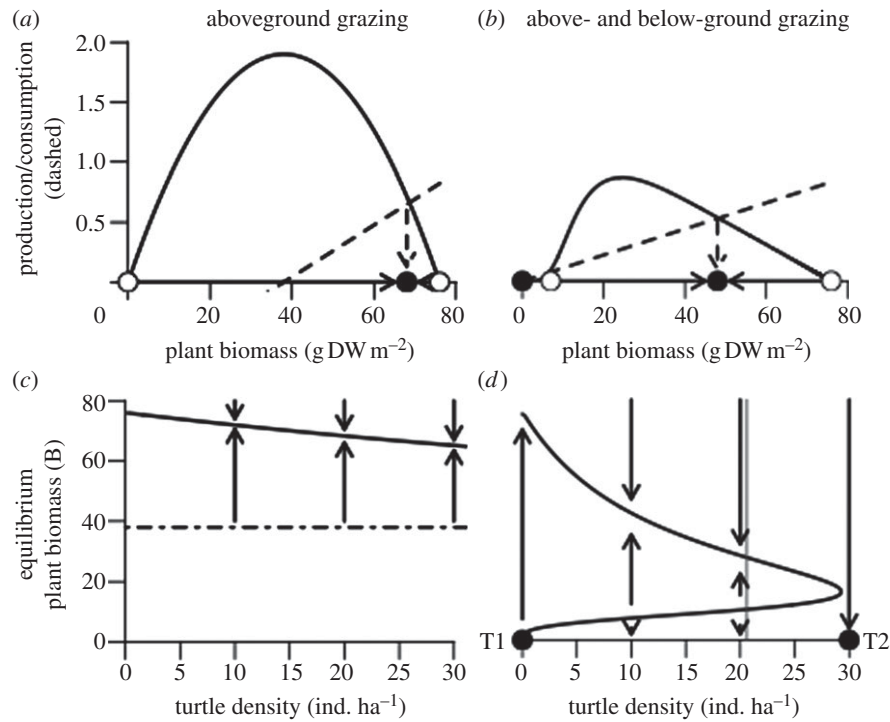 (a) aboveground grazing
(b) above- and below-ground grazing
production/consumption
(dashed)
2.0
1.5
1.0
0.5
0 20 40 60 80
plant biomass (g DW m⁻²)
0 20 40 60 80
plant biomass (g DW m⁻²)
(c)
(d)
equilibrium
plant biomass (B)
80
60
40
20
0
0 5 10 15 20 25 30
turtle density (ind. ha⁻¹)
T1
T2
0 5 10 15 20 25 30
turtle density (ind. ha⁻¹)